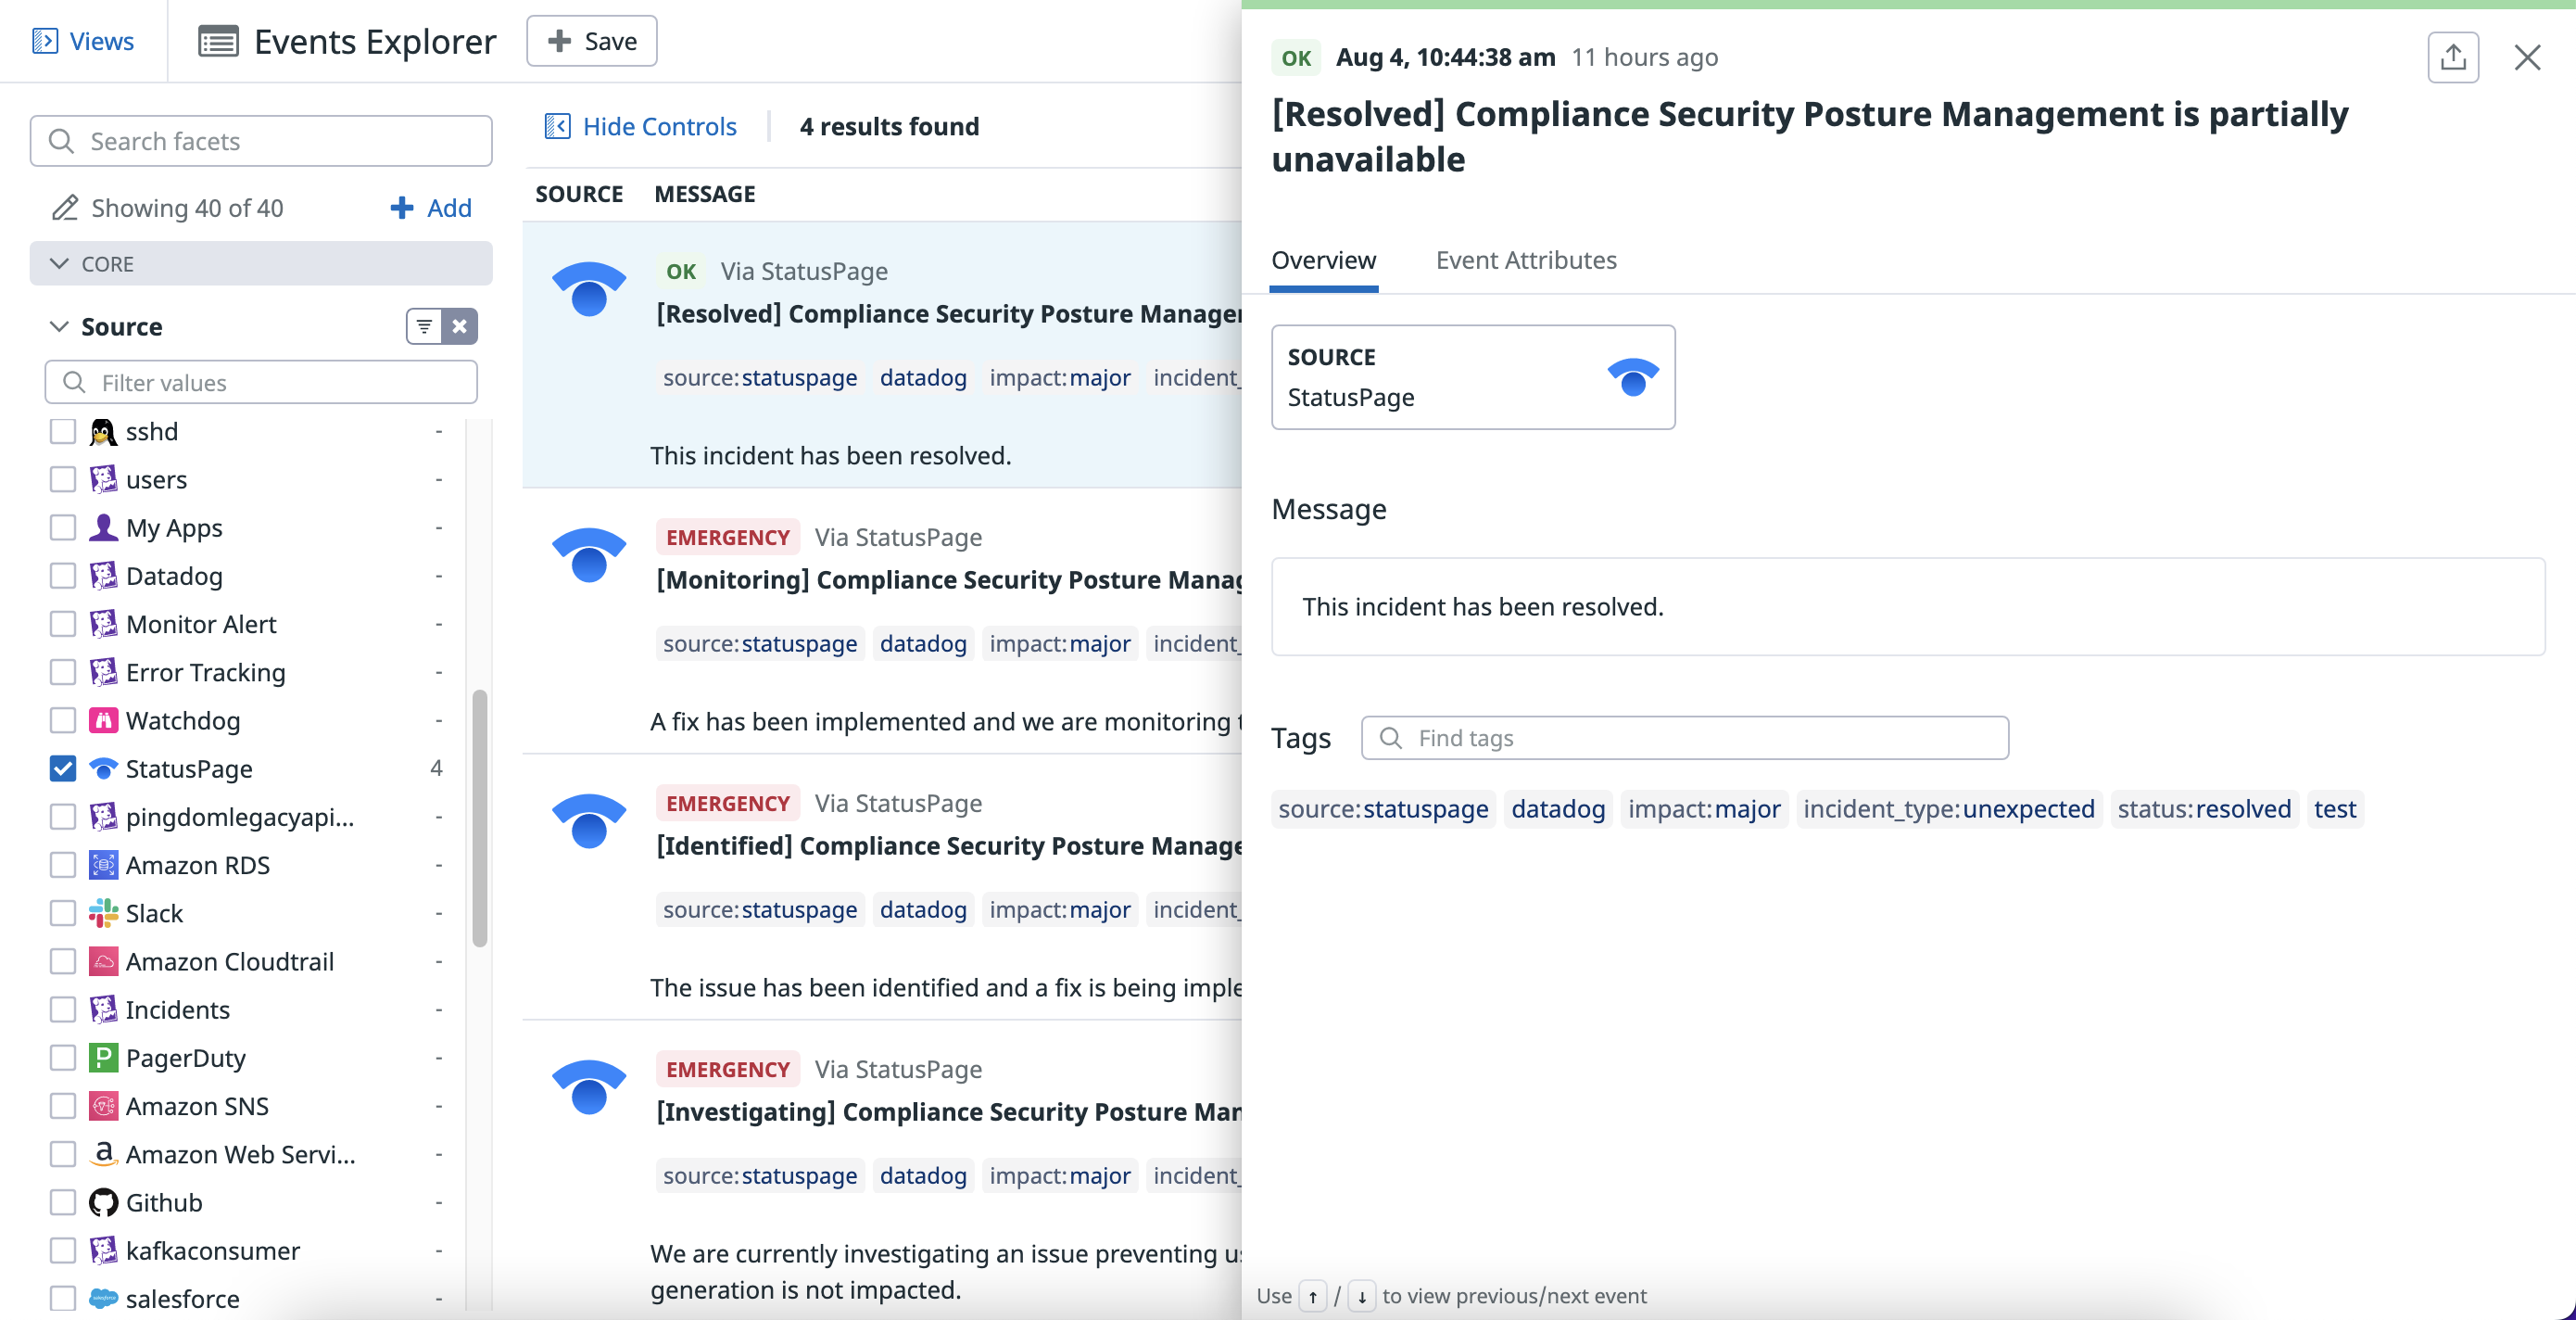 Views
Events Explorer
Save
Search facets
Showing 40 of 40
Add
CORE
Source
Filter values
sshd -
users -
My Apps -
Datadog -
Monitor Alert -
Error Tracking -
Watchdog -
StatusPage 4
pingdomlegacyapi... -
Amazon RDS -
Slack -
Amazon Cloudtrail -
Incidents -
PagerDuty -
Amazon SNS -
Amazon Web Servi... -
Github -
kafkaconsumer -
salesforce -
Hide Controls
4 results found
SOURCE MESSAGE
OK Via StatusPage
[Resolved] Compliance Security Posture
source:statuspage datadog impact:major incident_
This incident has been resolved.
EMERGENCY Via StatusPage
[Monitoring] Compliance Security Posture
source:statuspage datadog impact:major incident_
A fix has been implemented and we are monitoring
EMERGENCY Via StatusPage
[Identified] Compliance Security Posture
source:statuspage datadog impact:major incident_
The issue has been identified and a fix is being
EMERGENCY Via StatusPage
[Investigating] Compliance Security Posture
source:statuspage datadog impact:major incident_
We are currently investigating an issue preventing
generation is not impacted.
OK Aug 4, 10:44:38 am 11 hours ago
[Resolved] Compliance Security Posture Management is partially
unavailable
Overview Event Attributes
SOURCE
StatusPage
Message
This incident has been resolved.
Tags
Find tags
source:statuspage datadog impact:major incident_type:unexpected status:resolved test
Use ↑ / ↓ to view previous/next event